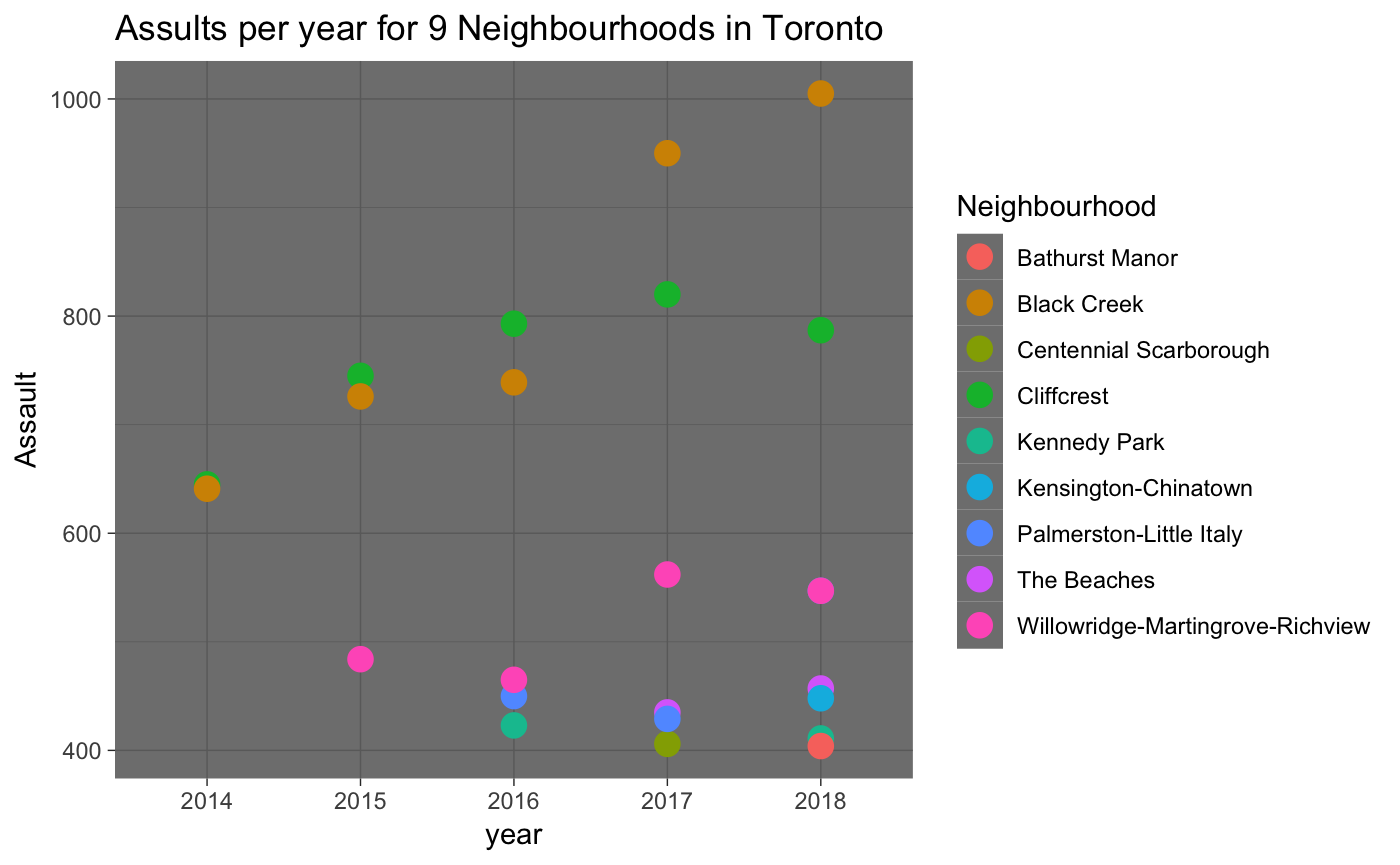 Assults per year for 9 Neighbourhoods in Toronto
1000
800
600
400
Assault
2014 2015 2016 2017 2018
year
Neighbourhood
Bathurst Manor
Black Creek
Centennial Scarborough
Cliffcrest
Kennedy Park
Kensington-Chinatown
Palmerston-Little Italy
The Beaches
Willowridge-Martingrove-Richview